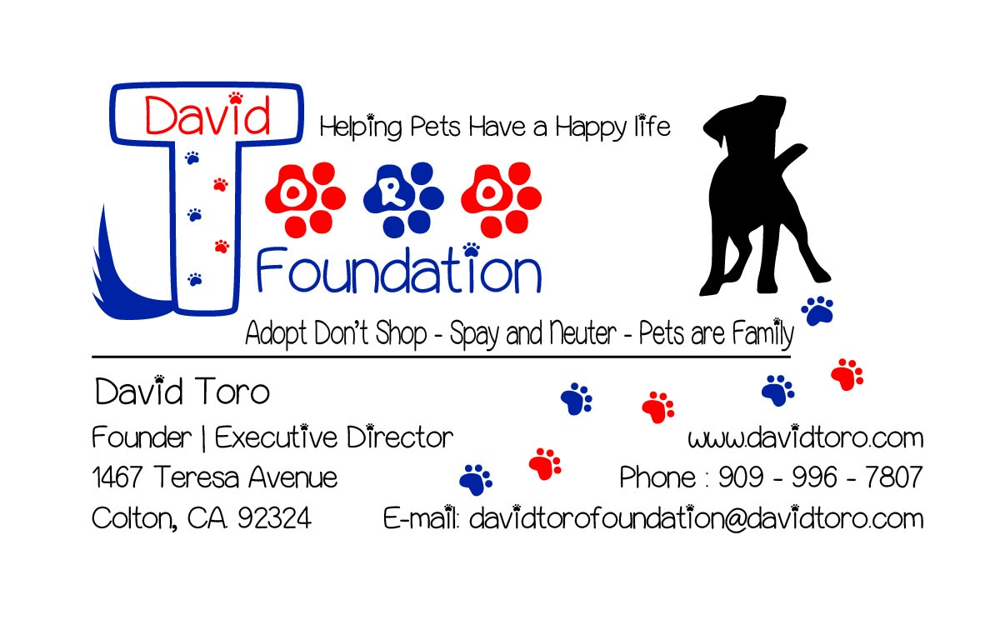 David
Helping Pets Have a Happy life
TORO
Foundation
Adopt Don't Shop - Spay and Neuter - Pets are Family
David Toro
Founder | Executive Director
1467 Teresa Avenue
Colton, CA. 92324
www.davidtoro.com
Phone : 909 - 996 - 7807
E-mail: davidtorofoundation@davidtoro.com